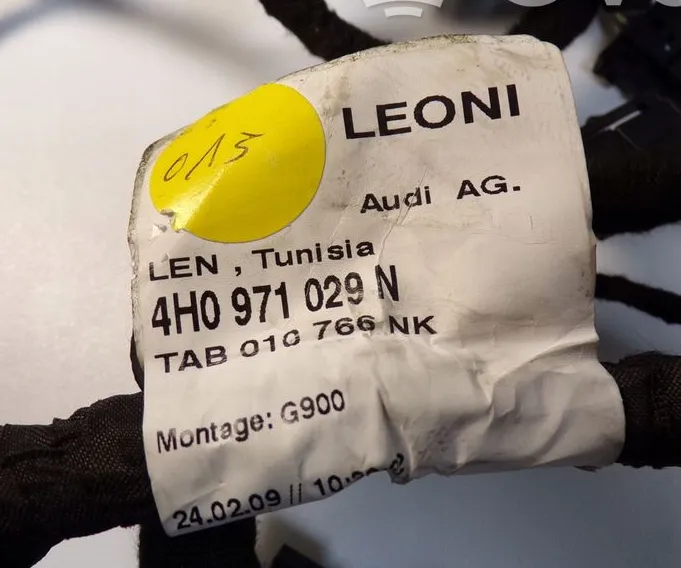 LEONI
013
Audi AG.
LEN , Tunisia
4H0 971 029 N
TAB 010 766 NK
Montage: G900
24.02.09 //